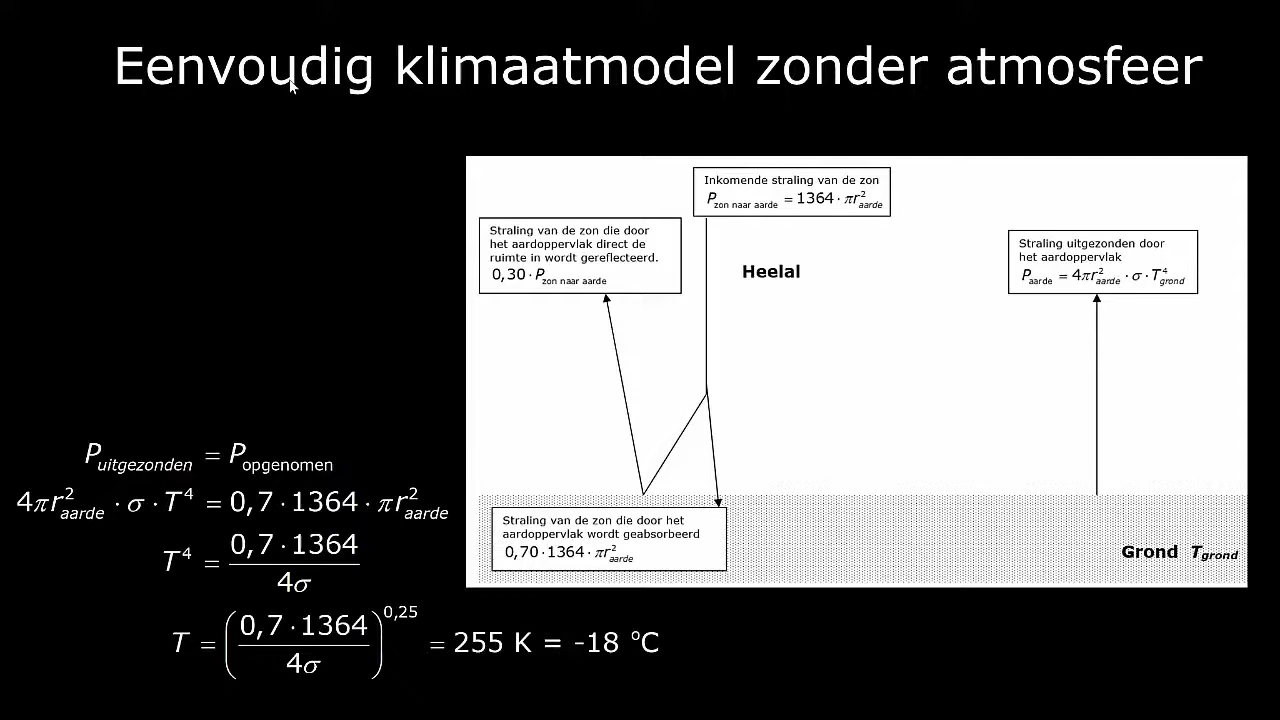 Eenvoudig klimaatmodel zonder atmosfeer
Inkomende straling van de zon
P_zon naar aarde = 1364 · πr²_aarde
Straling van de zon die door
het aardoppervlak direct de
ruimte in wordt gereflecteerd.
0,30 · P_zon naar aarde
Heelal
Straling uitgezonden door
het aardoppervlak
P_aarde = 4πr²_aarde · σ · T⁴_grond
Straling van de zon die door het
aardoppervlak wordt geabsorbeerd
0,70 · 1364 · πr²_aarde
Grond T_grond
P_uitgezonden = P_opgenomen
4πr²_aarde · σ · T⁴ = 0,7 · 1364 · πr²_aarde
T⁴ = (0,7 · 1364) / 4σ
T = ((0,7 · 1364) / 4σ)^0,25 = 255 K = -18 °C